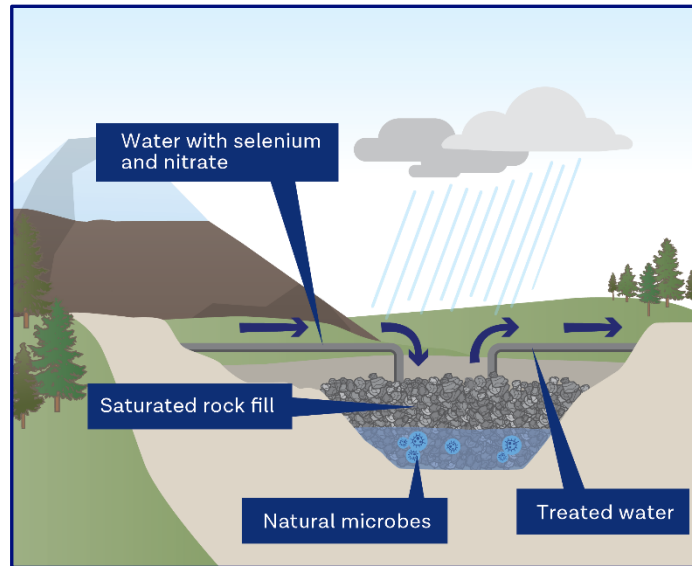 Water with selenium
and nitrate
Saturated rock fill
Natural microbes
Treated water